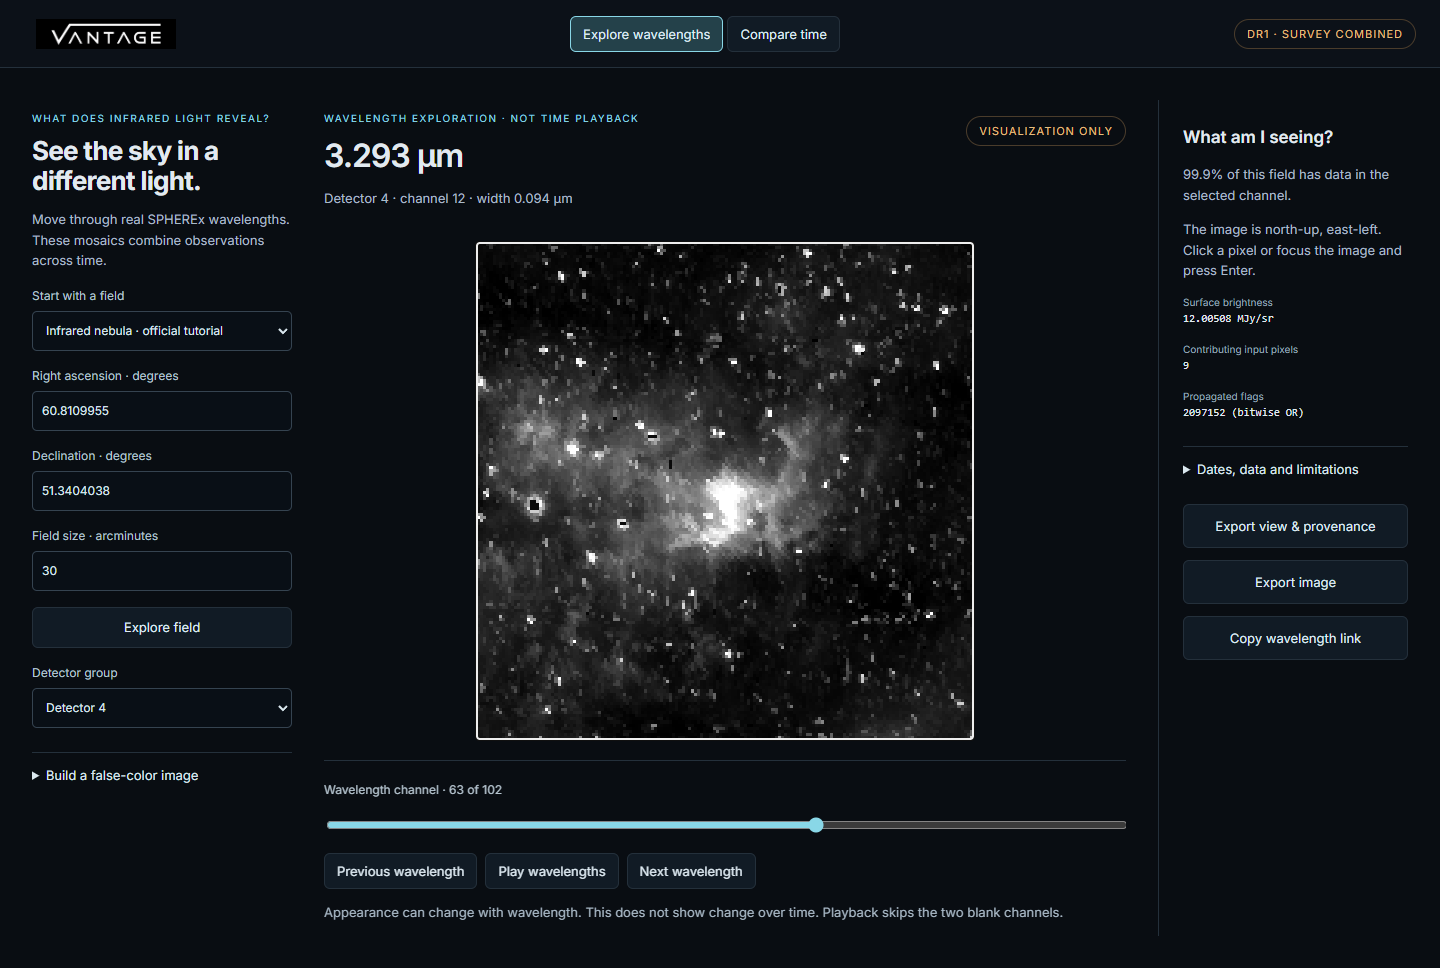 VANTAGE
Explore wavelengths
Compare time
DR1 · SURVEY COMBINED
WHAT DOES INFRARED LIGHT REVEAL?
See the sky in a
different light.
Move through real SPHEREx wavelengths.
These mosaics combine observations
across time.
Start with a field
Infrared nebula · official tutorial
Right ascension · degrees
60.8109955
Declination · degrees
51.3404038
Field size · arcminutes
30
Explore field
Detector group
Detector 4
Build a false-color image
WAVELENGTH EXPLORATION · NOT TIME PLAYBACK
3.293 µm
Detector 4 · channel 12 · width 0.094 µm
VISUALIZATION ONLY
Wavelength channel · 63 of 102
Previous wavelength
Play wavelengths
Next wavelength
Appearance can change with wavelength. This does not show change over time. Playback skips the two blank channels.
What am I seeing?
99.9% of this field has data in the
selected channel.
The image is north-up, east-left.
Click a pixel or focus the image and
press Enter.
Surface brightness
12.00508 MJy/sr
Contributing input pixels
9
Propagated flags
2097152 (bitwise OR)
Dates, data and limitations
Export view & provenance
Export image
Copy wavelength link